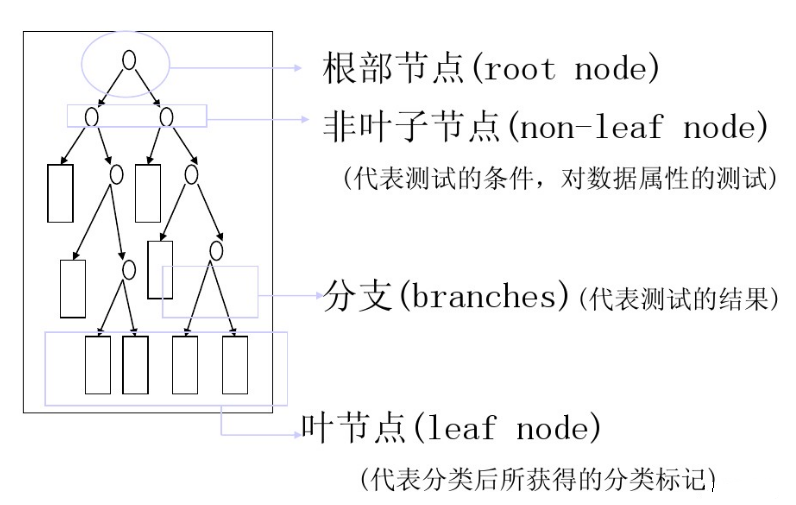 根部节点(root node)
非叶子节点(non-leaf node)
(代表测试的条件，对数据属性的测试)
分支(branches)(代表测试的结果)
叶节点(leaf node)
(代表分类后所获得的分类标记)